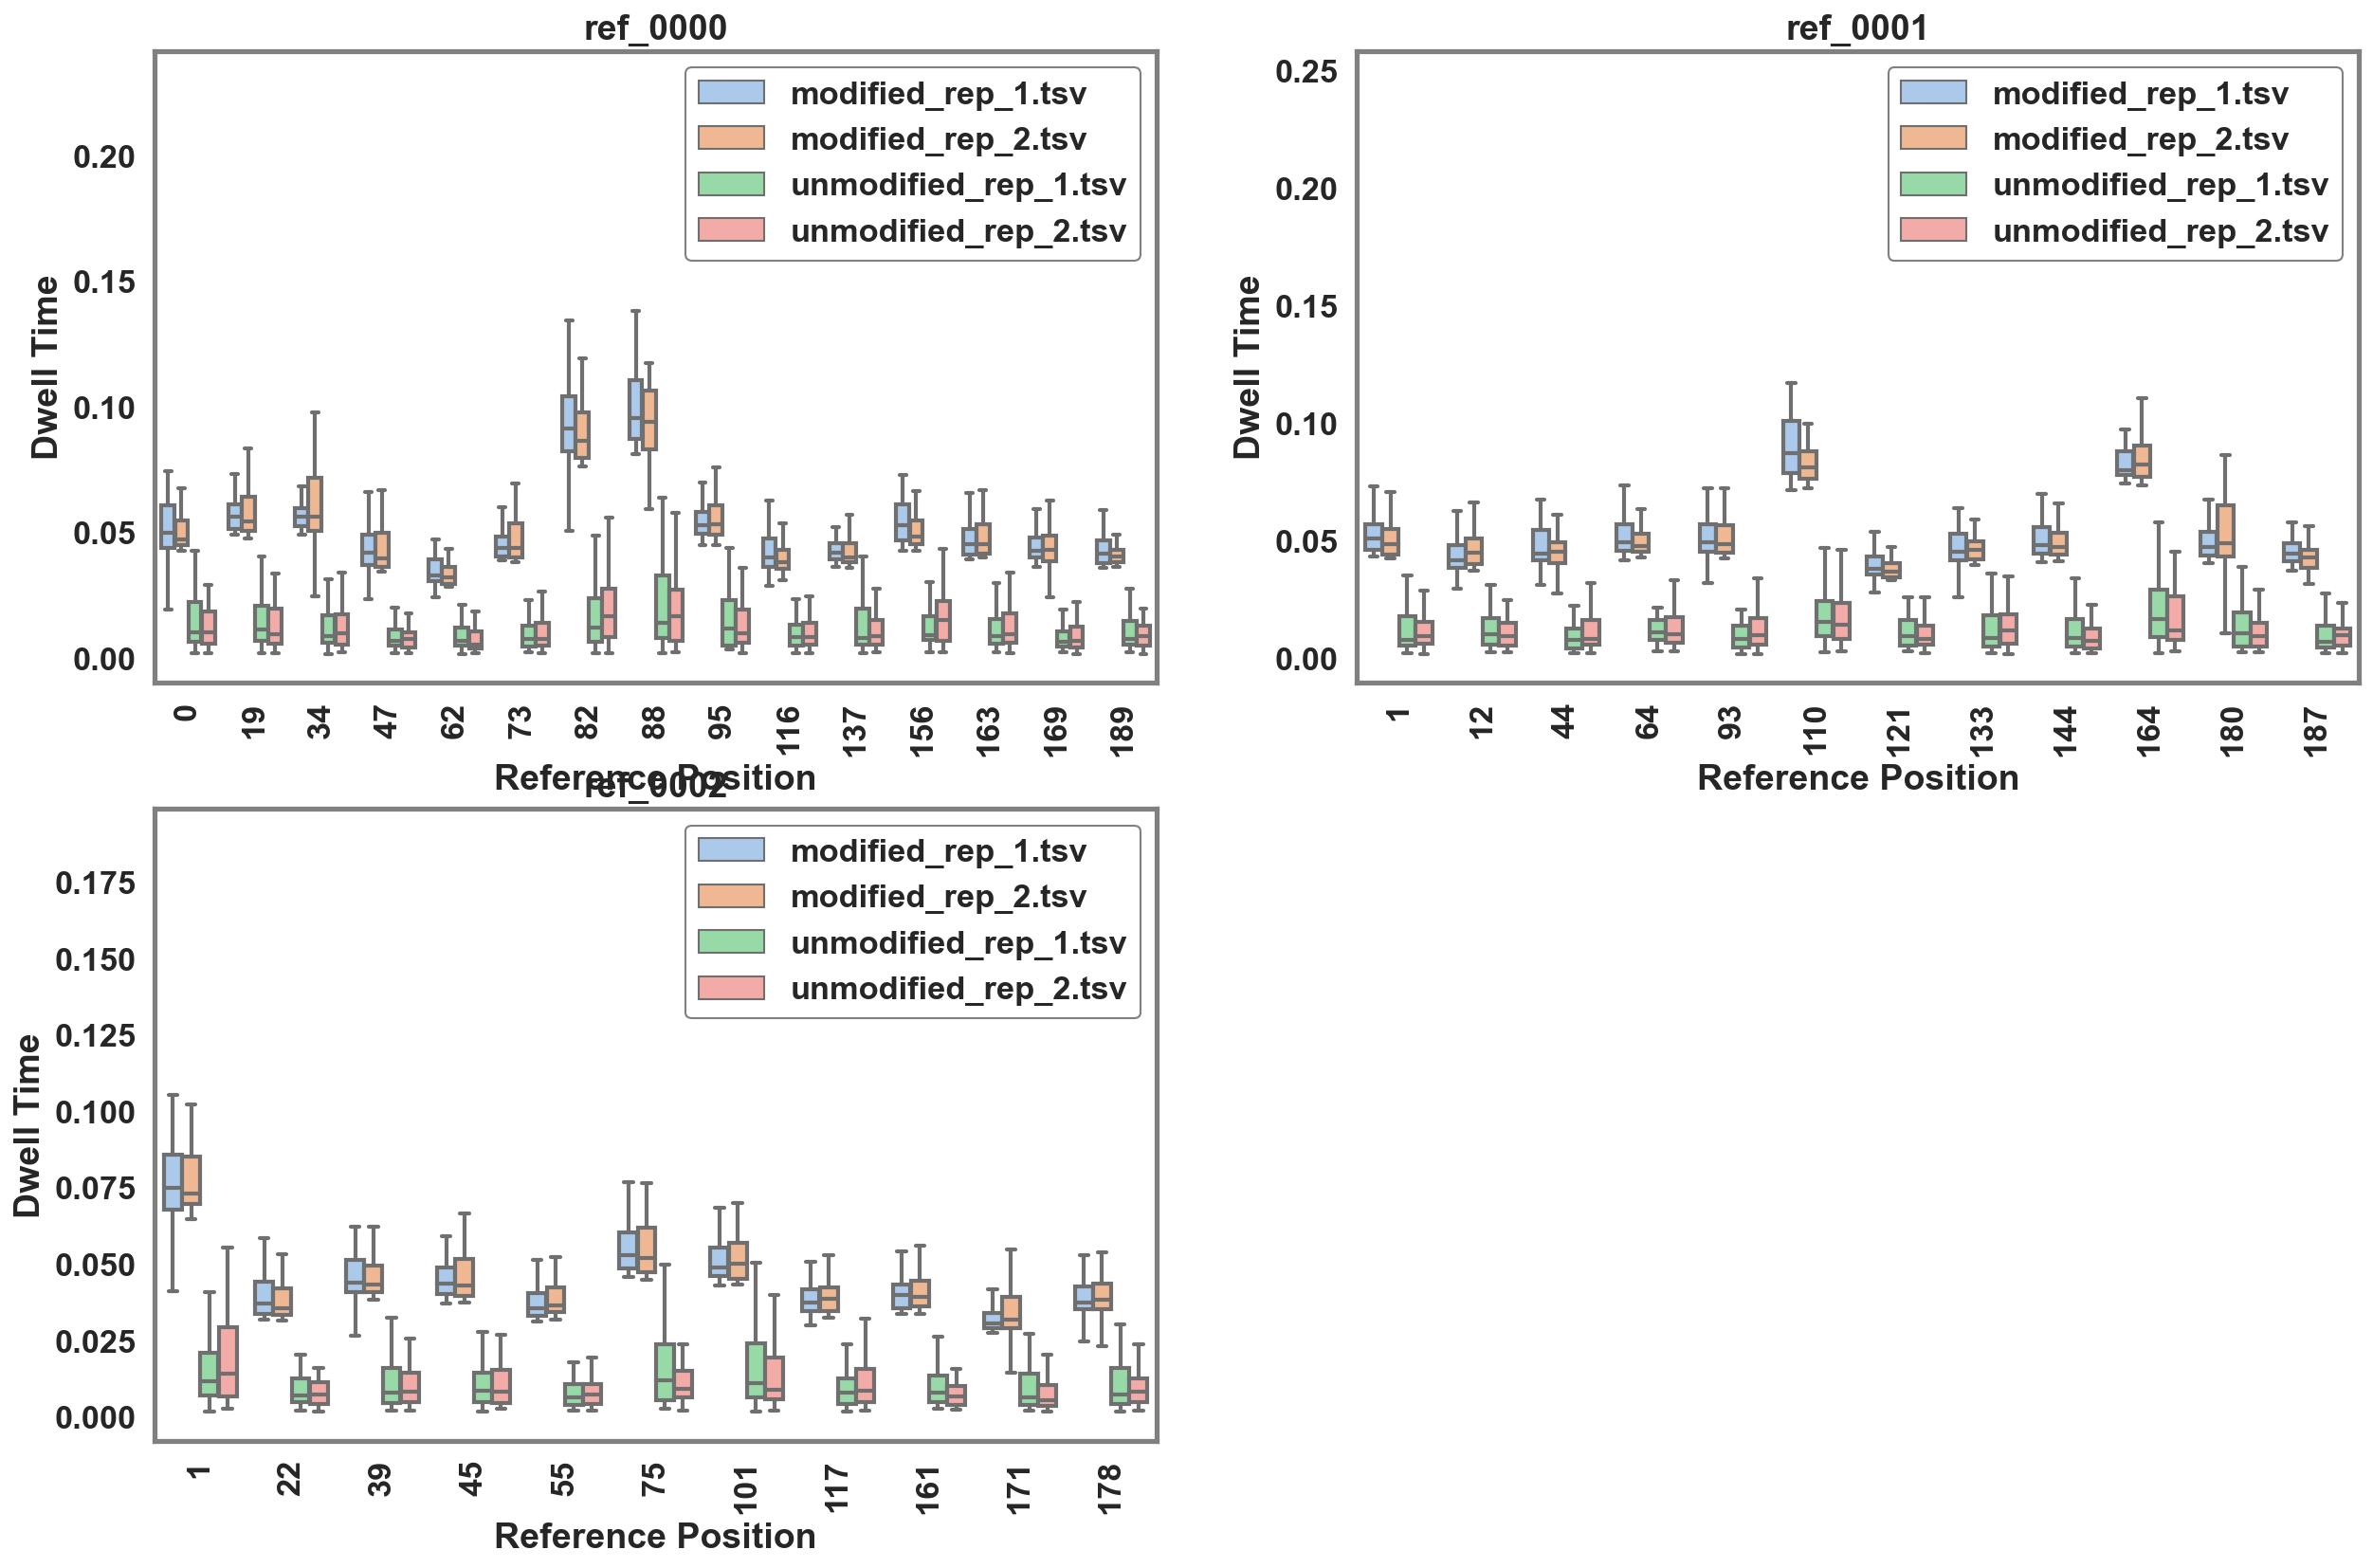 ref_0000
modified_rep_1.tsv
modified_rep_2.tsv
unmodified_rep_1.tsv
unmodified_rep_2.tsv
0.20
0.15
0.10
0.05
0.00
Dwell Time
0 19 34 47 62 73 82 88 95 116 137 156 163 169 189
Reference Position
ref_0001
modified_rep_1.tsv
modified_rep_2.tsv
unmodified_rep_1.tsv
unmodified_rep_2.tsv
0.25
0.20
0.15
0.10
0.05
0.00
Dwell Time
1 12 44 64 93 110 121 133 144 164 180 187
Reference Position
ref_0002
modified_rep_1.tsv
modified_rep_2.tsv
unmodified_rep_1.tsv
unmodified_rep_2.tsv
0.175
0.150
0.125
0.100
0.075
0.050
0.025
0.000
Dwell Time
1 22 39 45 55 75 101 117 161 171 178
Reference Position